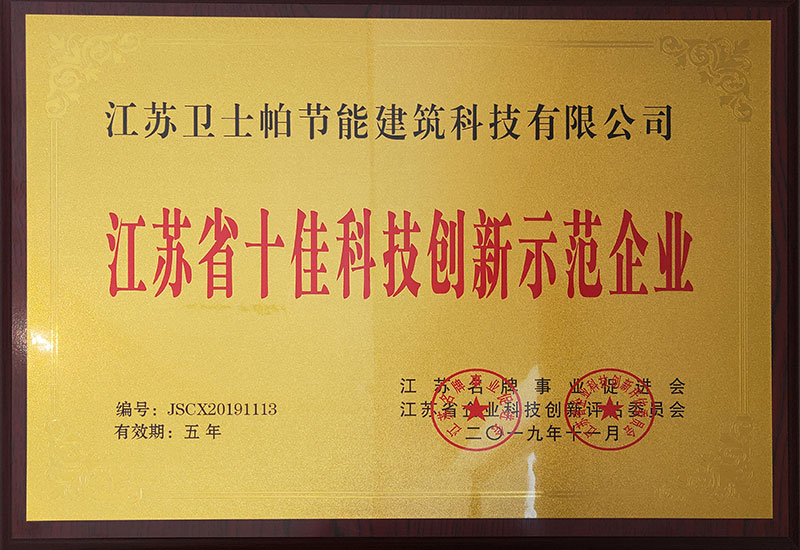 江苏卫士帕节能建筑科技有限公司
江苏省十佳科技创新示范企业
编号：JSCX20191113
有效期：五年
江苏名牌事业促进会
江苏省企业科技创新评估委员会
二〇一九年十一月